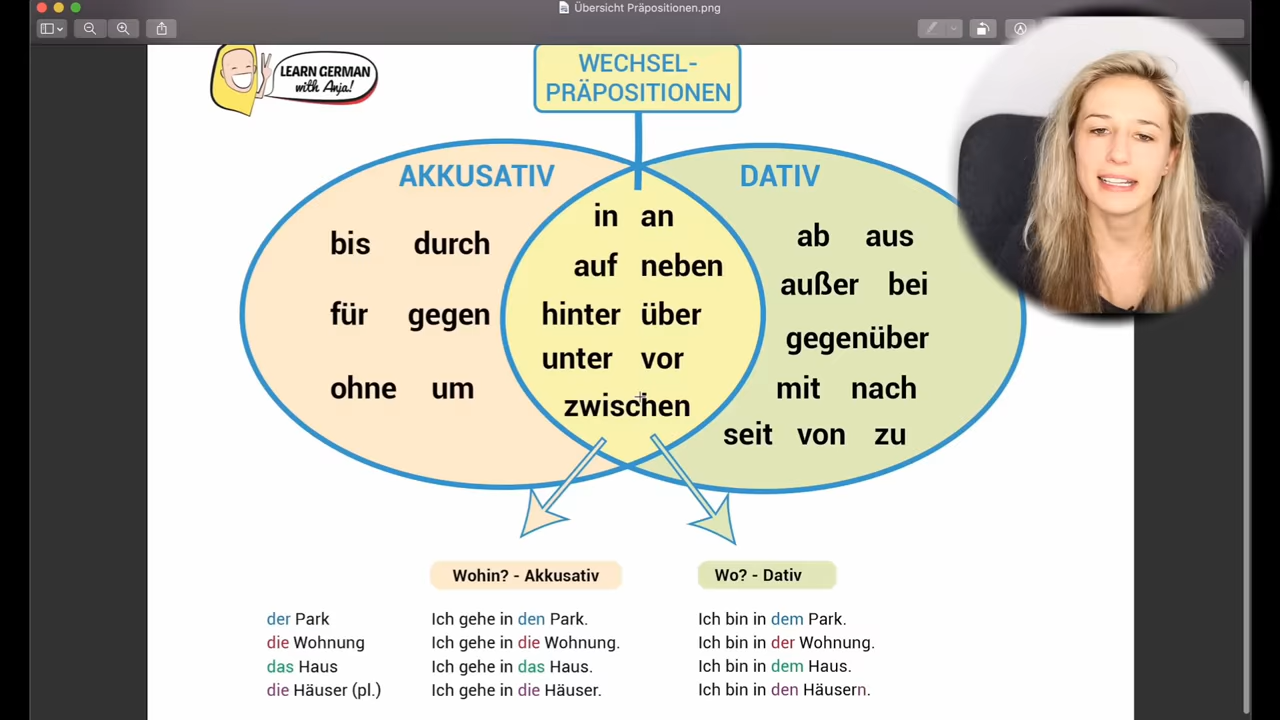 Übersicht Präpositionen.png
LEARN GERMAN
with Anja!
WECHSEL-
PRÄPOSITIONEN
AKKUSATIV
DATIV
bis durch
für gegen
ohne um
in an
auf neben
hinter über
unter vor
zwischen
ab aus
außer bei
gegenüber
mit nach
seit von zu
Wohin? - Akkusativ
Wo? - Dativ
der Park
Ich gehe in den Park.
Ich bin in dem Park.
die Wohnung
Ich gehe in die Wohnung.
Ich bin in der Wohnung.
das Haus
Ich gehe in das Haus.
Ich bin in dem Haus.
die Häuser (pl.)
Ich gehe in die Häuser.
Ich bin in den Häusern.